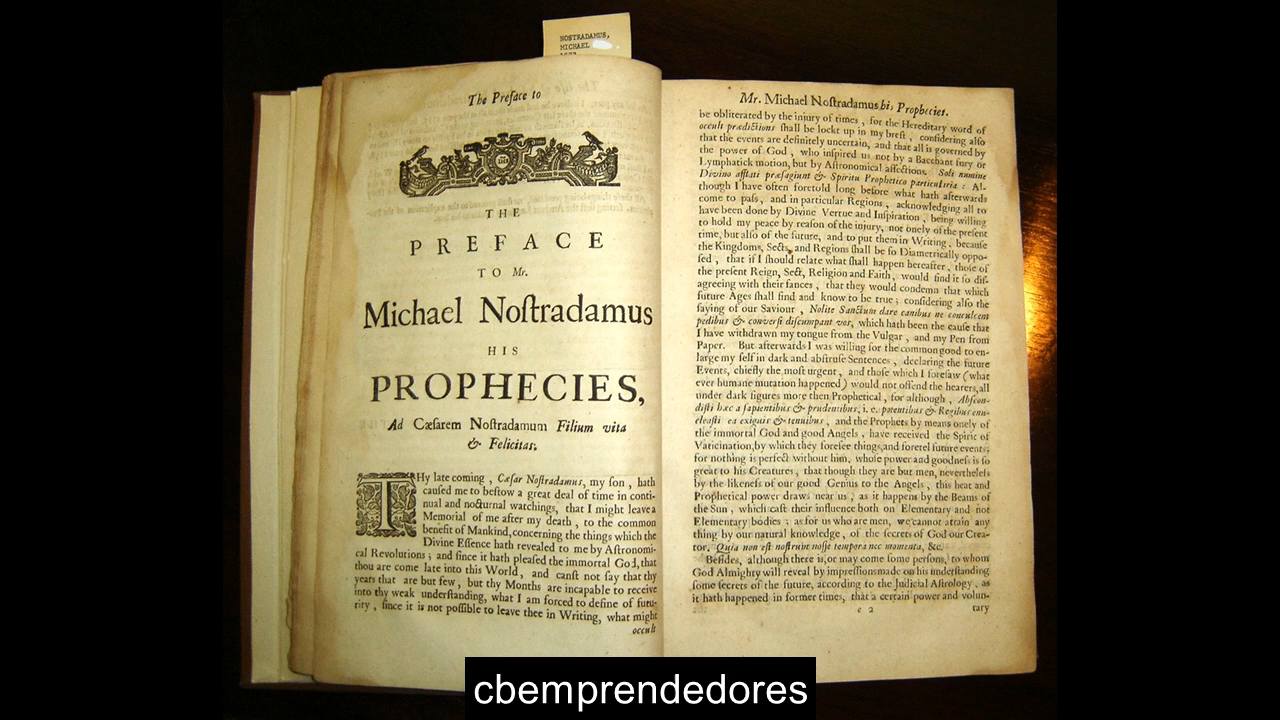 NOSTRADAMUS,
MICHAEL
The Preface to
THE
PREFACE
TO Mr.
Michael Noſtradamus
HIS
PROPHECIES,
Ad Cæſarem Noſtradamum Filium vita
& Felicitas.
THy late coming, Cæſar Noſtradamus, my ſon, hath
cauſed me to beſtow a great deal of time in conti-
nual and nocturnal watchings, that I might leave a
Memorial of me after my death, to the common
benefit of Mankind, concerning the things which the
Divine Eſſence hath revealed to me by Aſtronomi-
cal Revolutions; and ſince it hath pleaſed the immortal God, that
thou are come late into this World, and canſt not ſay that thy
years that are but few, but thy Months are incapable to receive
into thy weak underſtanding, what I am forced to define of futu-
rity, ſince it is not poſſible to leave thee in Writing, what might
occult
Mr. Michael Noſtradamus his Prophecies.
be obliterated by the injury of times, for the Hereditary word of
occult prædictions ſhall be lockt up in my breſt, conſidering alſo
that the events are definitely uncertain, and that all is governed by
the power of God, who inſpired us not by a Bacchant fury or
Lymphatick motion, but by Aſtronomical affections. Soli numine
Divino afflati præſagiunt & Spiritu Prophetico particularia: Al-
though I have often foretold long before what hath afterwards
come to paſs, and in particular Regions, acknowledging all to
have been done by Divine Vertue and Inſpiration, being willing
to hold my peace by reaſon of the injury, not onely of the preſent
time, but alſo of the future, and to put them in Writing, becauſe
the Kingdoms, Sects, and Regions ſhall be ſo Diametrically oppo-
ſed, that if I ſhould relate what ſhall happen hereafter, thoſe of
the preſent Reign, Sect, Religion and Faith, would find it ſo diſ-
agreeing with their fances, that they would condemn that which
future Ages ſhall find and know to be true; conſidering alſo the
ſaying of our Saviour, Nolite Sanctum dare canibus ne conculcent
pedibus & converſi diſcumpant vos, which hath been the cauſe that
I have withdrawn my tongue from the Vulgar, and my Pen from
Paper. But afterwards I was willing for the common good to en-
large my ſelf in dark and abſtruſe Sentences, declaring the future
Events, chiefly the moſt urgent, and thoſe which I foreſaw (what
ever humane mutation happened) would not offend the hearers, all
under dark figures more then Prophetical, for although, Abſcon-
diſti hæc a ſapientibus & prudentibus, i. e. potentibus & Regibus enu-
cleaſti ea exiguis & tenuibus, and the Prophets by means onely of
the immortal God and good Angels, have received the Spirit of
Vaticination, by which they foreſee things, and foretel future events;
for nothing is perfect without him, whoſe power and goodneſs is ſo
great to his Creatures, that though they are but men, nevertheleſs
by the likeneſs of our good Genius to the Angels, this heat and
Prophetical power draws near us, as it happens by the Beams of
the Sun, which caſt their influence both on Elementary and not
Elementary bodies; as for us who are men, we cannot attain any
thing by our natural knowledge, of the ſecrets of God our Crea-
tor. Quia non eſt noſtrum noſſe tempora nec momenta, &c.
Beſides, although there is, or may come ſome perſons, to whom
God Almighty will reveal by impreſſions made on his underſtanding
ſome ſecrets of the future, according to the Judicial Aſtrology, as
it hath happened in former times, that a certain power and volun-
c 2 tary
cbemprendedores